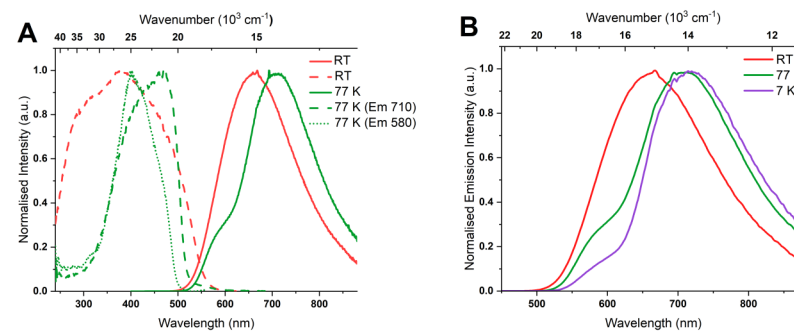 A
Wavenumber (10³ cm⁻¹)
40 35 30 25 20 15
Normalised Intensity (a.u.)
1.0
0.8
0.6
0.4
0.2
0.0
RT
RT
77 K
77 K (Em 710)
77 K (Em 580)
300 400 500 600 700 800
Wavelength (nm)
B
Wavenumber (10³ cm⁻¹)
22 20 18 16 14 12
Normalised Emission Intensity (a.u.)
1.0
0.8
0.6
0.4
0.2
0.0
RT
77
7 K
500 600 700 800
Wavelength (nm)